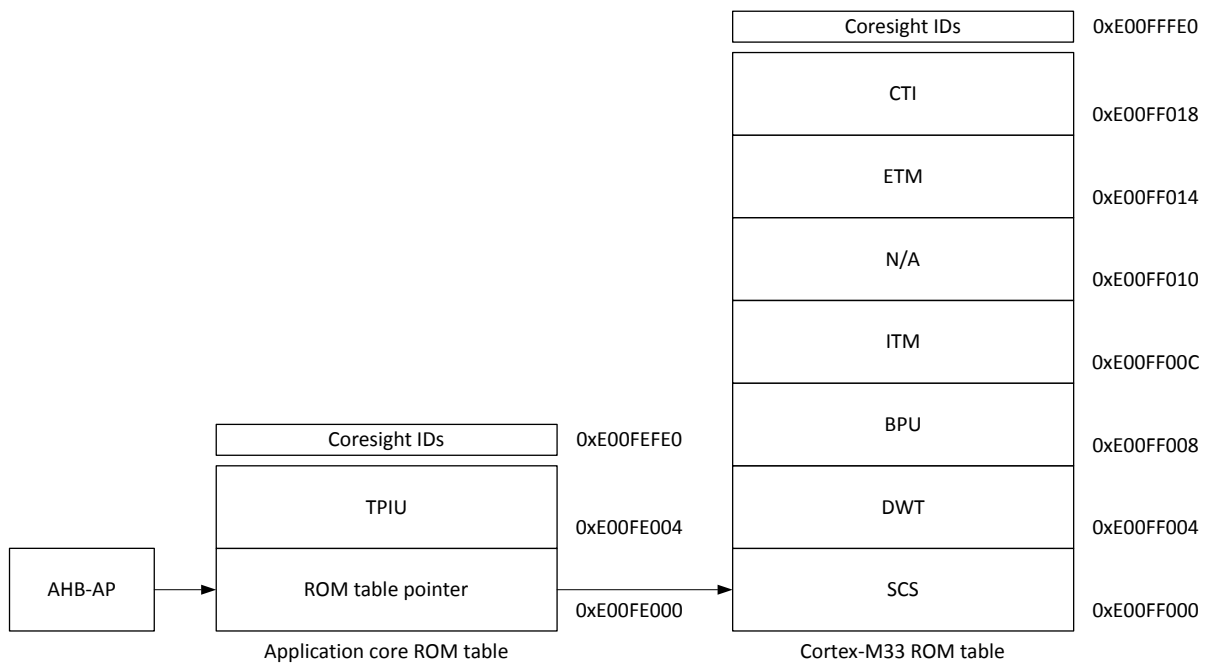 Coresight IDs 0xE00FFFE0
CTI
0xE00FF018
ETM
0xE00FF014
N/A
0xE00FF010
ITM
0xE00FF00C
BPU
0xE00FF008
Coresight IDs 0xE00FEFE0
TPIU
0xE00FE004
DWT
0xE00FF004
AHB-AP
ROM table pointer
0xE00FE000
SCS
0xE00FF000
Application core ROM table
Cortex-M33 ROM table